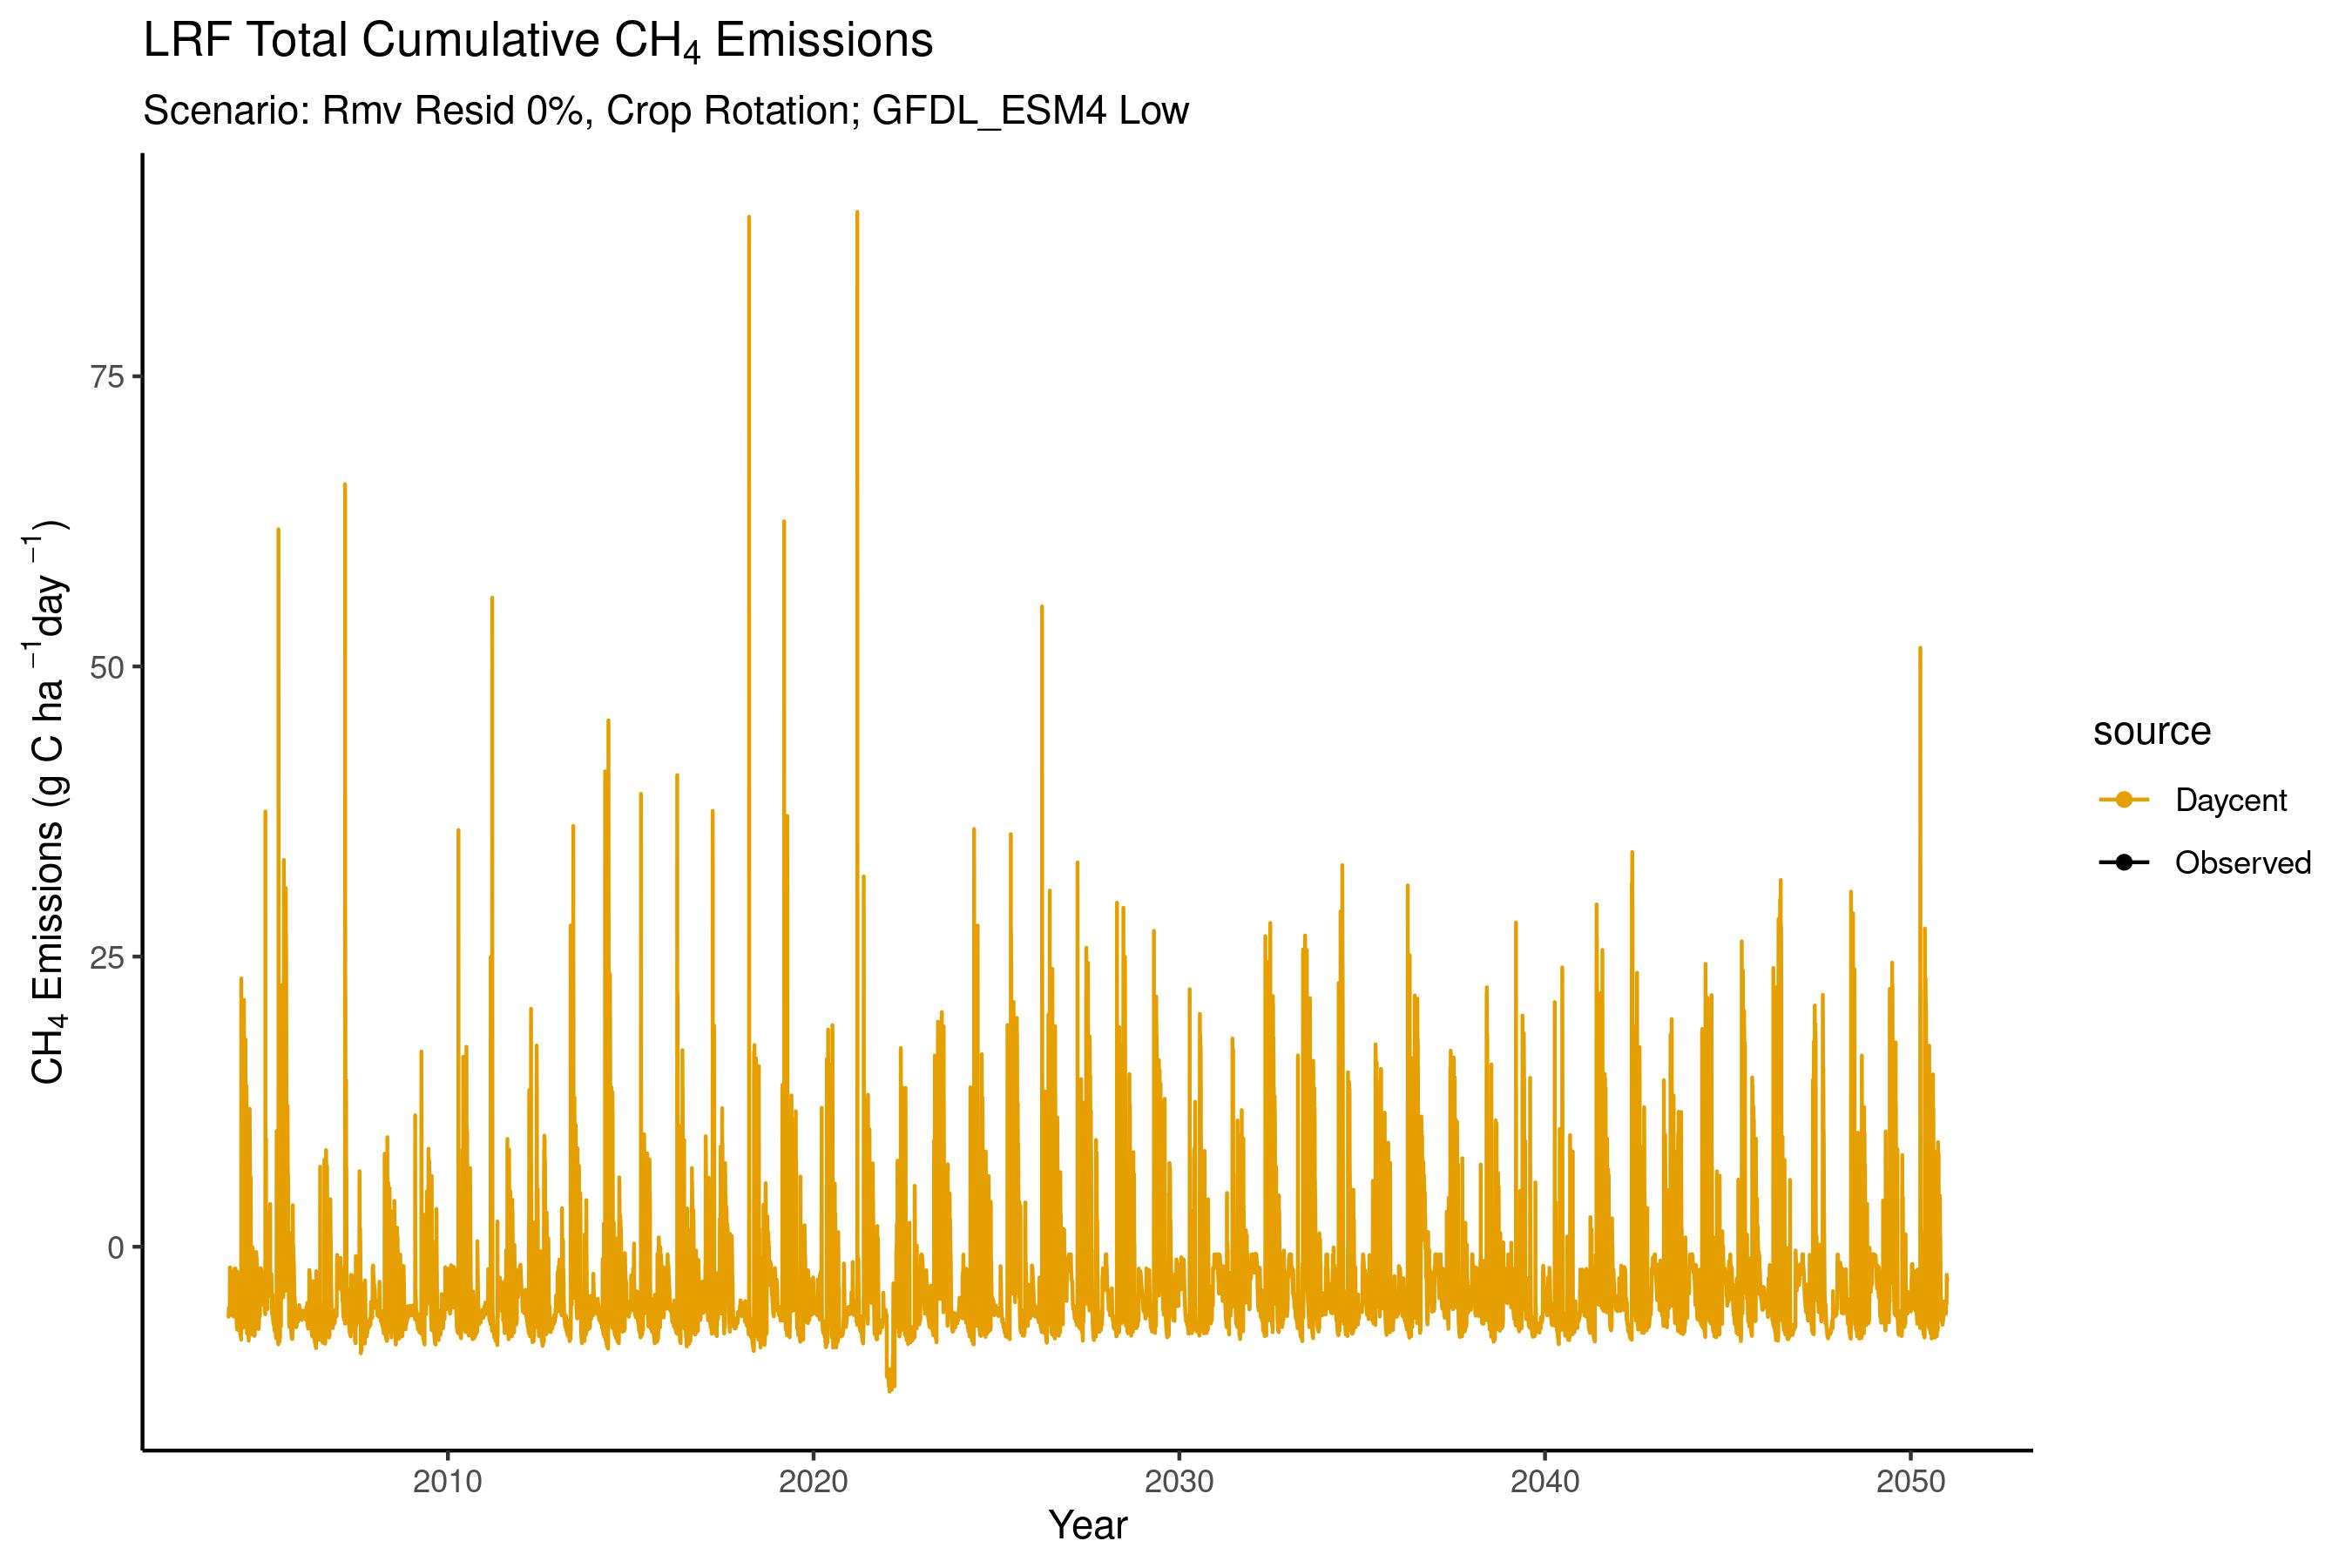 LRF Total Cumulative CH₄ Emissions
Scenario: Rmv Resid 0%, Crop Rotation; GFDL_ESM4 Low
CH₄ Emissions (g C ha ⁻¹day ⁻¹)
75
50
25
0
2010 2020 2030 2040 2050
Year
source
Daycent
Observed